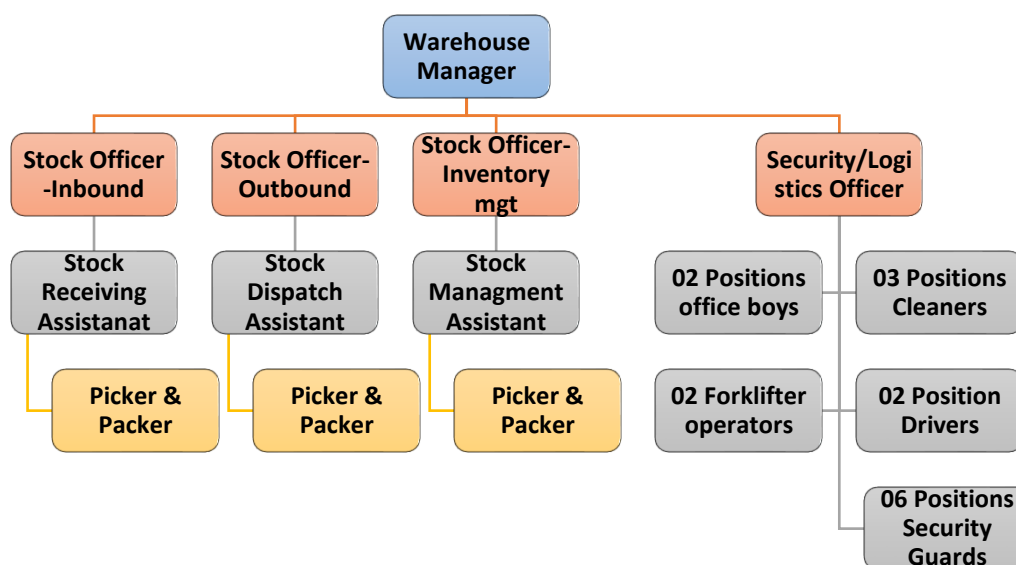 Warehouse
Manager
Stock Officer
-Inbound
Stock Officer-
Outbound
Stock Officer-
Inventory
mgt
Security/Logi
stics Officer
Stock
Receiving
Assistanat
Stock
Dispatch
Assistant
Stock
Managment
Assistant
02 Positions
office boys
03 Positions
Cleaners
Picker &
Packer
Picker &
Packer
Picker &
Packer
02 Forklifter
operators
02 Position
Drivers
06 Positions
Security
Guards